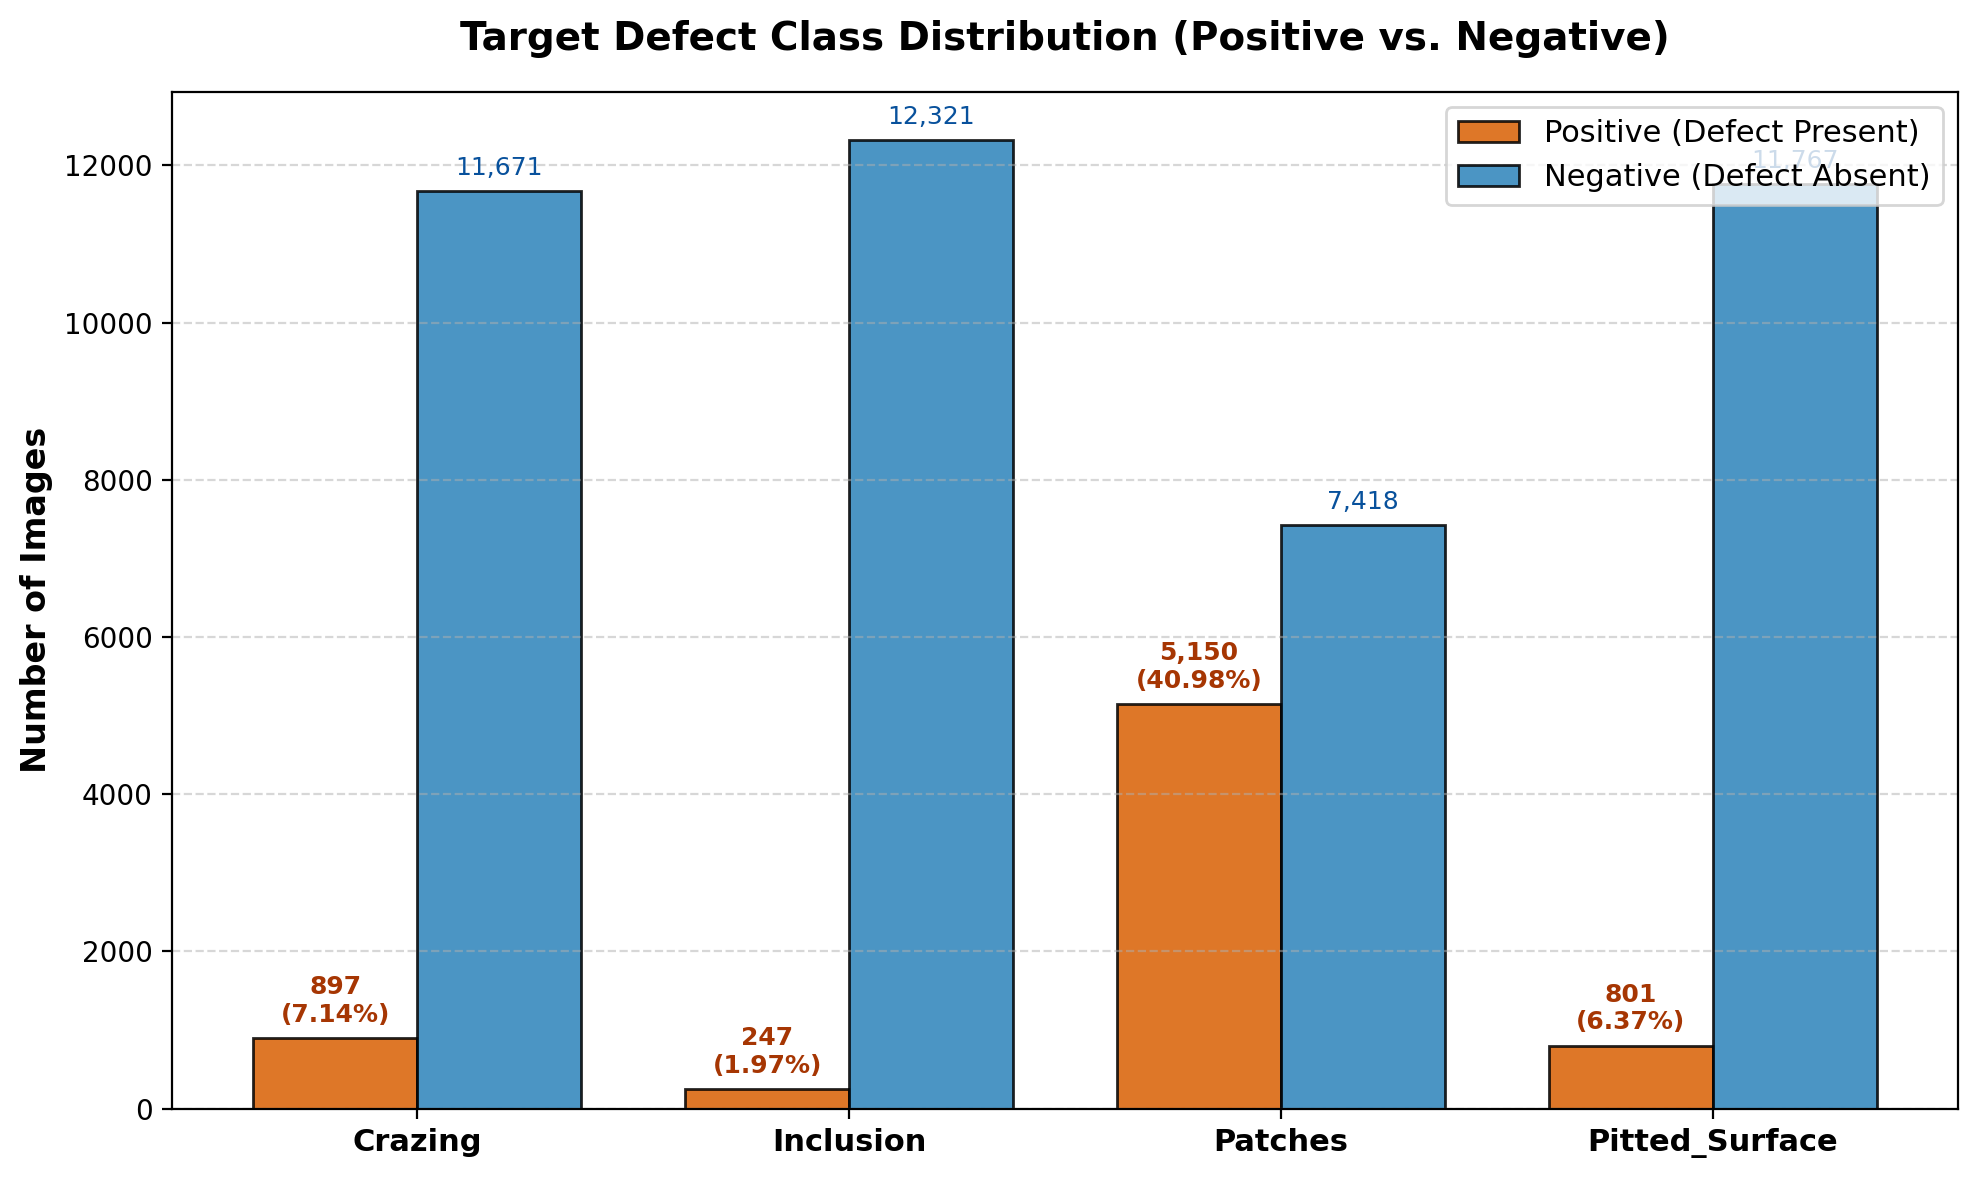 Target Defect Class Distribution (Positive vs. Negative)
Number of Images
12000
10000
8000
6000
4000
2000
0
Positive (Defect Present)
Negative (Defect Absent)
897
(7.14%)
11,671
247
(1.97%)
12,321
5,150
(40.98%)
7,418
801
(6.37%)
11,767
Crazing
Inclusion
Patches
Pitted_Surface